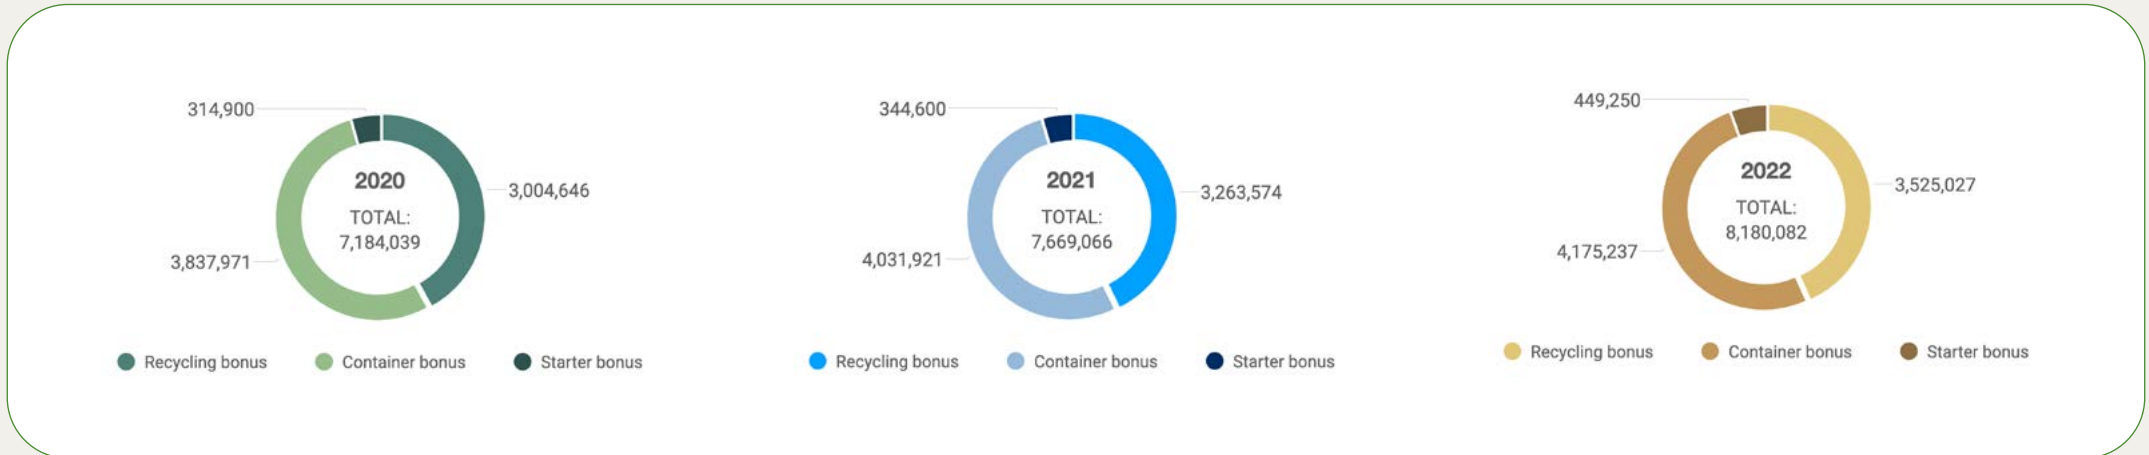 314,900
2020
TOTAL:
7,184,039
3,004,646
3,837,971
Recycling bonus
Container bonus
Starter bonus
344,600
2021
TOTAL:
7,669,066
3,263,574
4,031,921
Recycling bonus
Container bonus
Starter bonus
449,250
2022
TOTAL:
8,180,082
3,525,027
4,175,237
Recycling bonus
Container bonus
Starter bonus